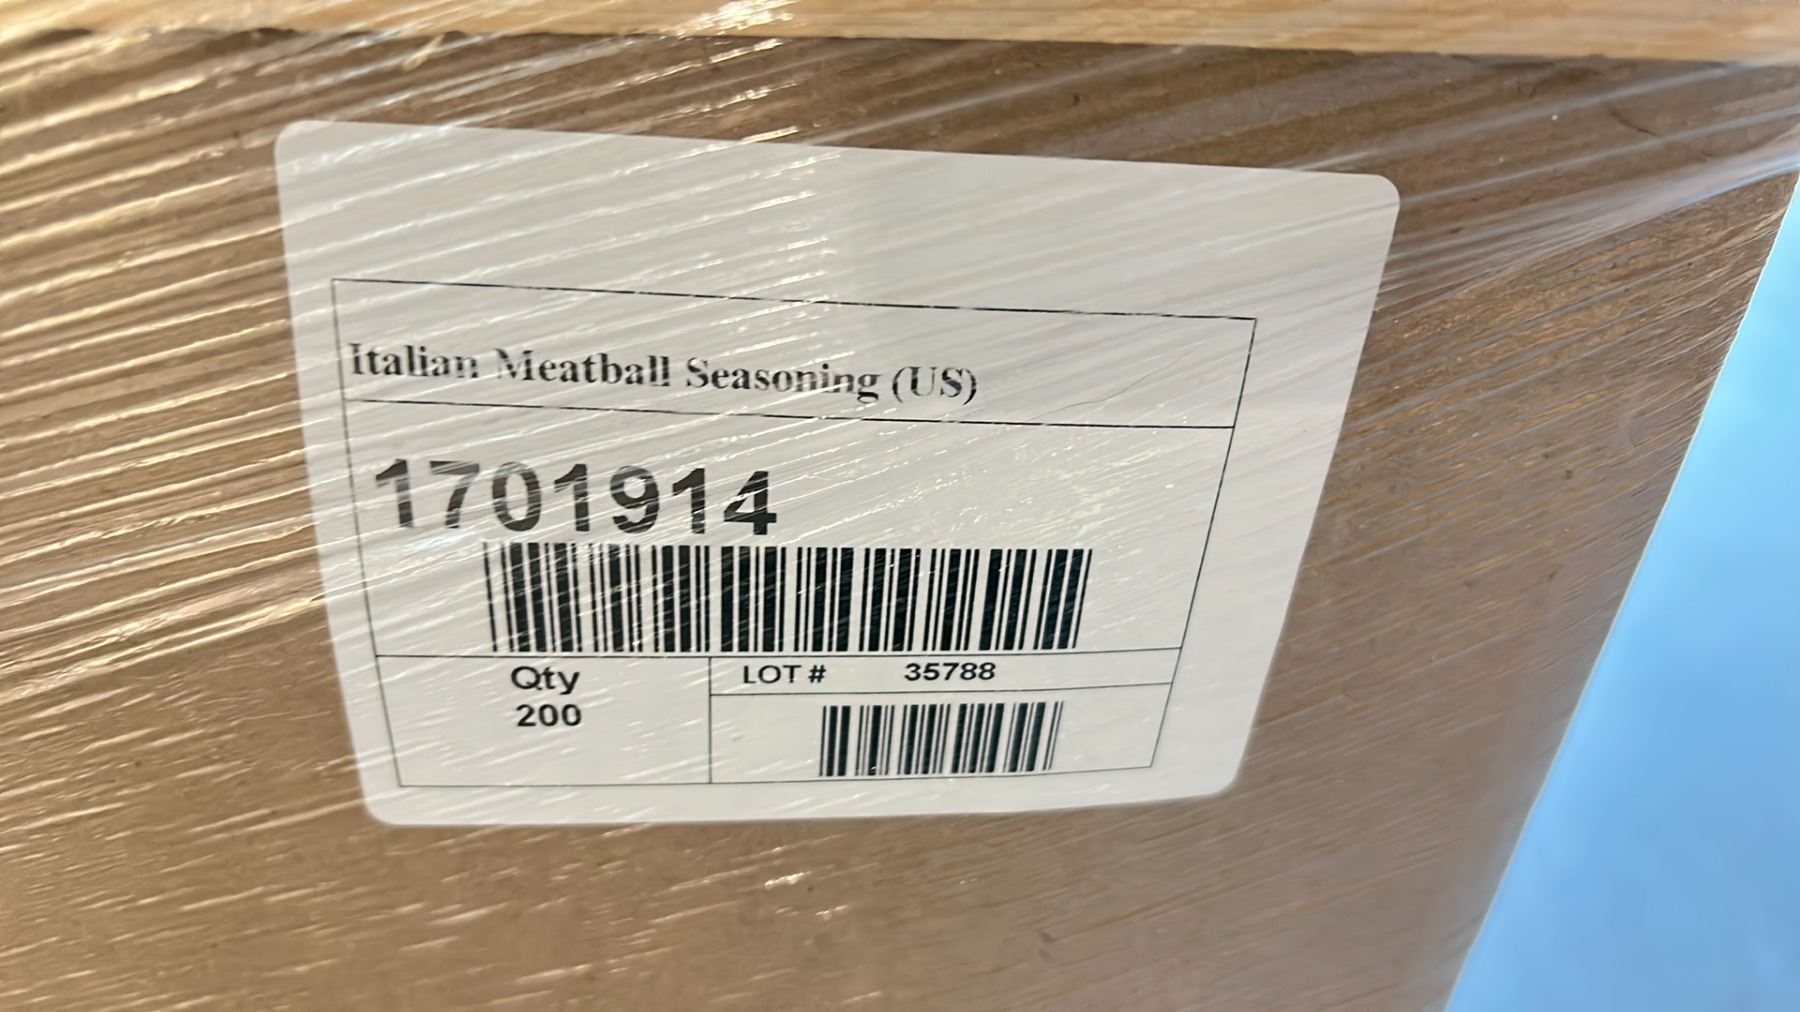 Italian Meatball Seasoning (US)
1701914
Qty
200
LOT # 35788